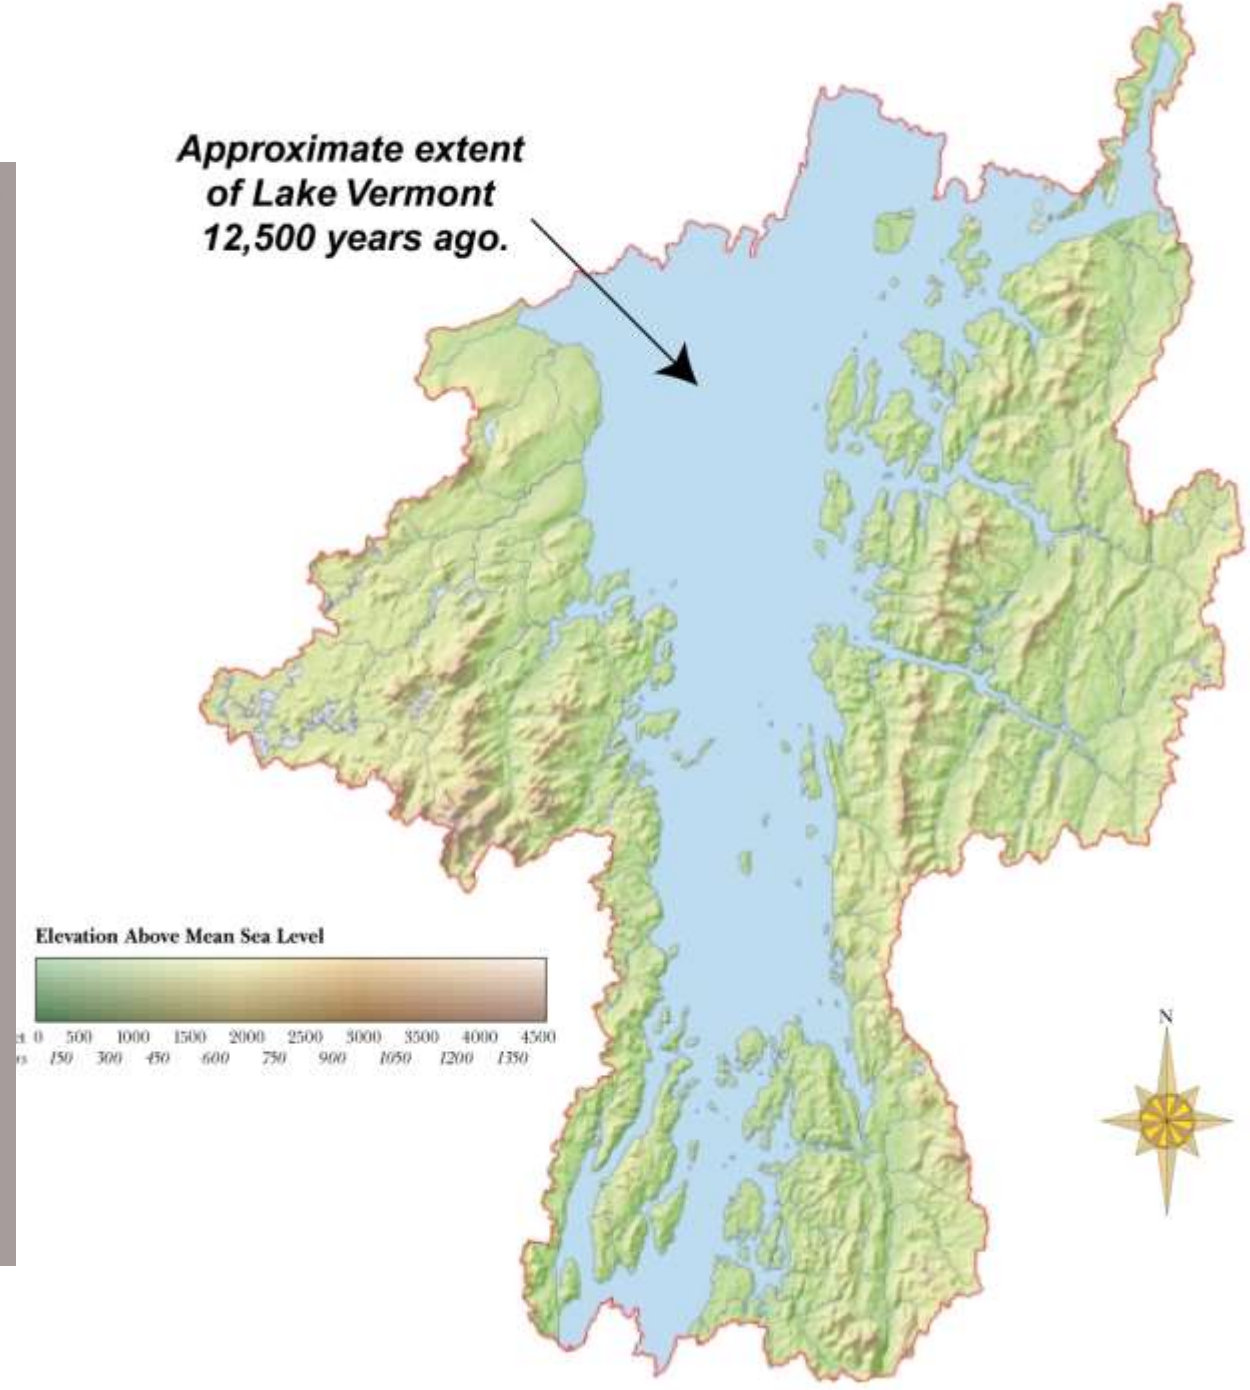 Approximate extent
of Lake Vermont
12,500 years ago.
Elevation Above Mean Sea Level
0 500 1000 1500 2000 2500 3000 3500 4000 4500
150 300 450 600 750 900 1050 1200 1350
N